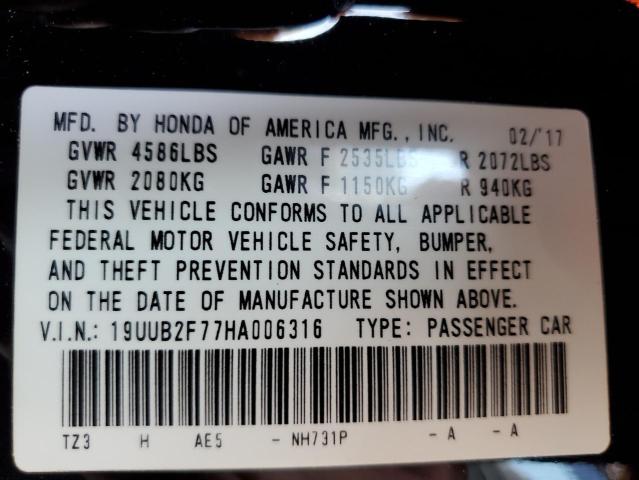 MFD. BY HONDA OF AMERICA MFG., INC. 02/'17
GVWR 4586LBS GAWR F 2535LBS R 2072LBS
GVWR 2080KG GAWR F 1150KG R 940KG
THIS VEHICLE CONFORMS TO ALL APPLICABLE
FEDERAL MOTOR VEHICLE SAFETY, BUMPER,
AND THEFT PREVENTION STANDARDS IN EFFECT
ON THE DATE OF MANUFACTURE SHOWN ABOVE.
V.I.N.: 19UUB2F77HA006316 TYPE: PASSENGER CAR
TZ3 H AE5 - NH731P - A - A